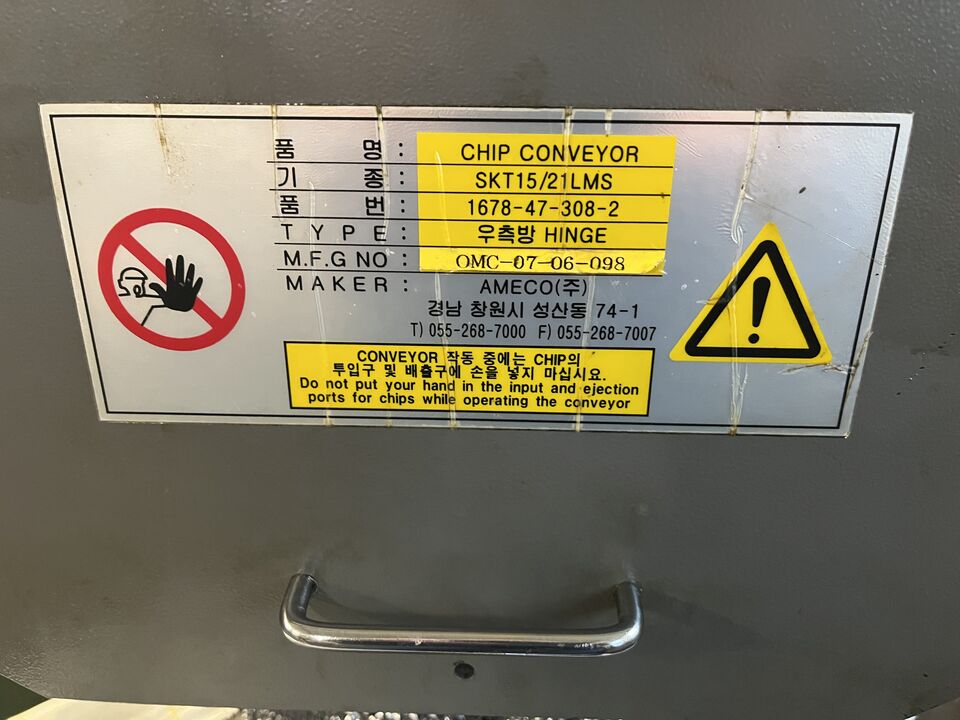 품 명 : CHIP CONVEYOR
기 종 : SKT15/21LMS
품 번 : 1678-47-308-2
TYPE : 우측방 HINGE
M.F.G NO : OMC-07-06-098
MAKER : AMECO(주)
경남 창원시 성산동 74-1
T) 055-268-7000 F) 055-268-7007
CONVEYOR 작동 중에는 CHIP의
투입구 및 배출구에 손을 넣지 마십시요.
Do not put your hand in the input and ejection
ports for chips while operating the conveyor